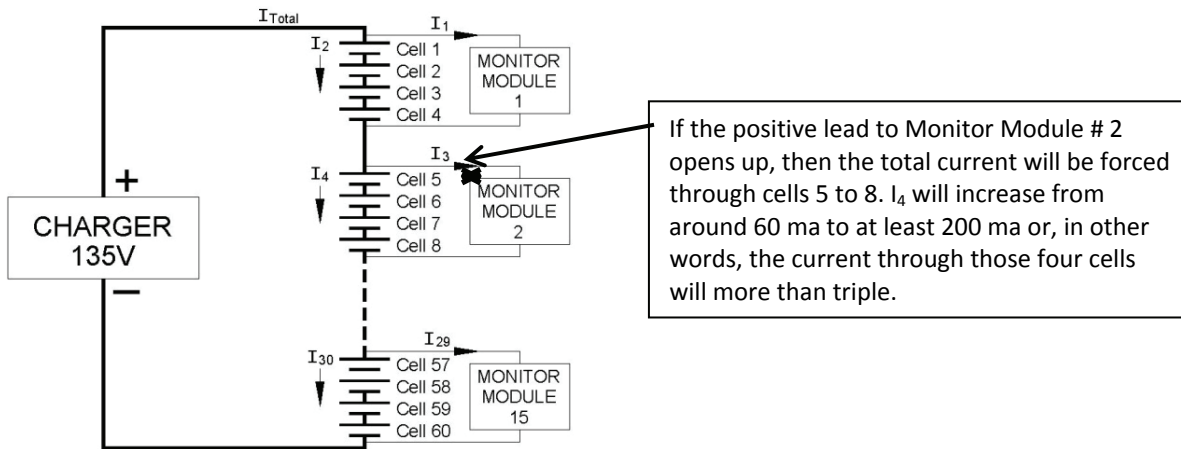 I_Total
I₁
I₂
Cell 1
Cell 2
Cell 3
Cell 4
MONITOR
MODULE
1
I₃
I₄
Cell 5
Cell 6
Cell 7
Cell 8
MONITOR
MODULE
2
+
CHARGER
135V
−
I₂₉
I₃₀
Cell 57
Cell 58
Cell 59
Cell 60
MONITOR
MODULE
15
If the positive lead to Monitor Module # 2
opens up, then the total current will be forced
through cells 5 to 8. I₄ will increase from
around 60 ma to at least 200 ma or, in other
words, the current through those four cells
will more than triple.